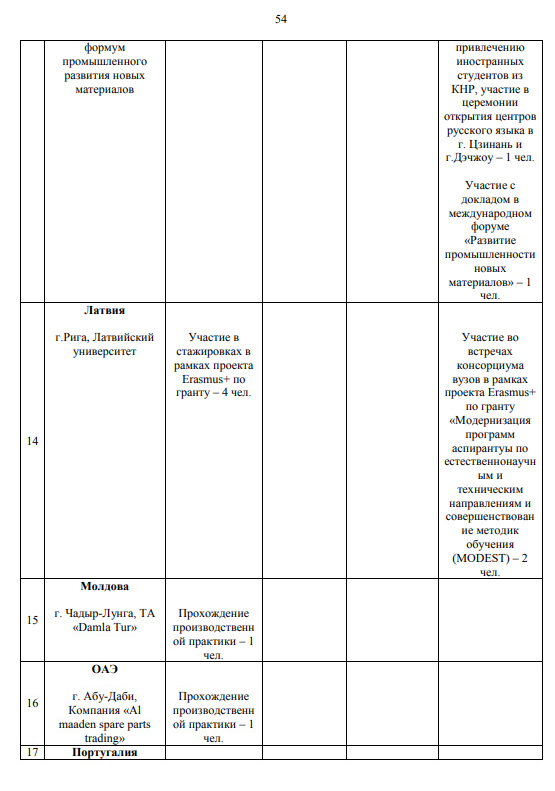 54
формум
промышленного
развития новых
материалов
привлечению
иностранных
студентов из
КНР, участие в
церемонии
открытия центров
русского языка в
г. Цзинань и
г.Дэчжоу – 1 чел.
Участие с
докладом в
международном
форуме
«Развитие
промышленности
новых
материалов» – 1
чел.
14
Латвия
г.Рига, Латвийский
университет
Участие в
стажировках в
рамках проекта
Erasmus+ по
гранту – 4 чел.
Участие во
встречах
консорциума
вузов в рамках
проекта Erasmus+
по гранту
«Модернизация
программ
аспирантуы по
естественнонаучн
ым и
техническим
направлениям и
совершенствован
ие методик
обучения
(MODEST) – 2
чел.
15
Молдова
г. Чадыр-Лунга, ТА
«Damla Tur»
Прохождение
производственн
ой практики – 1
чел.
16
ОАЭ
г. Абу-Даби,
Компания «Al
maaden spare parts
trading»
Прохождение
производственн
ой практики – 1
чел.
17
Португалия